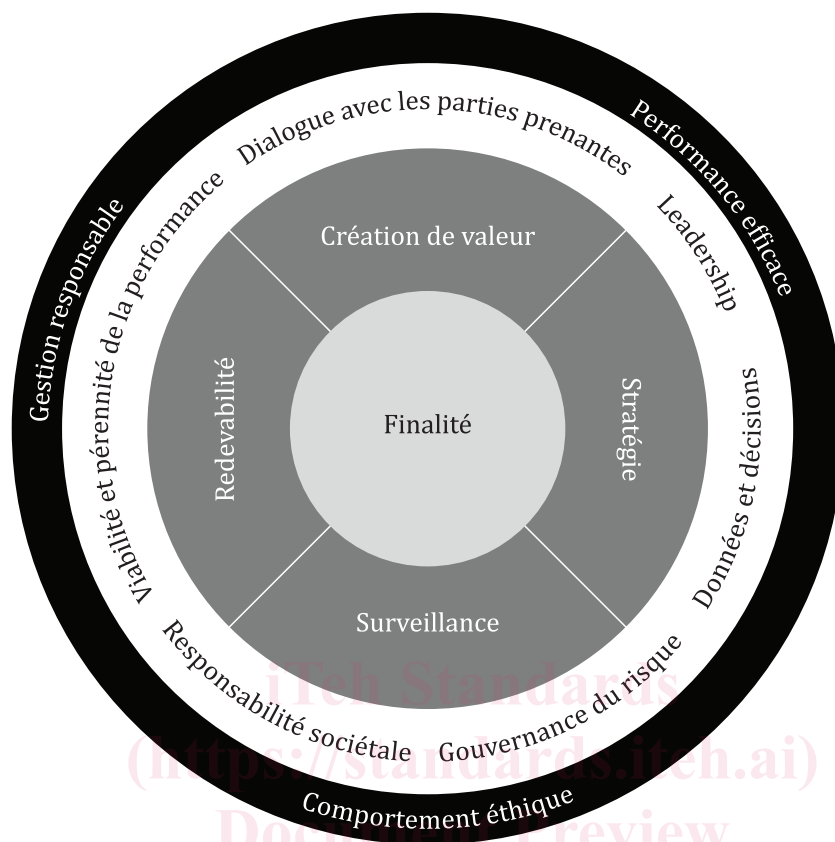 Performance efficace
Gestion responsable
Comportement éthique
Dialogue avec les parties prenantes
Leadership
Données et décisions
Gouvernance du risque
Responsabilité sociétale
Viabilité et pérennité de la performance
Création de valeur
Stratégie
Surveillance
Redevabilité
Finalité
iTeh Standards
(https://standards.iteh.ai)
Document Preview